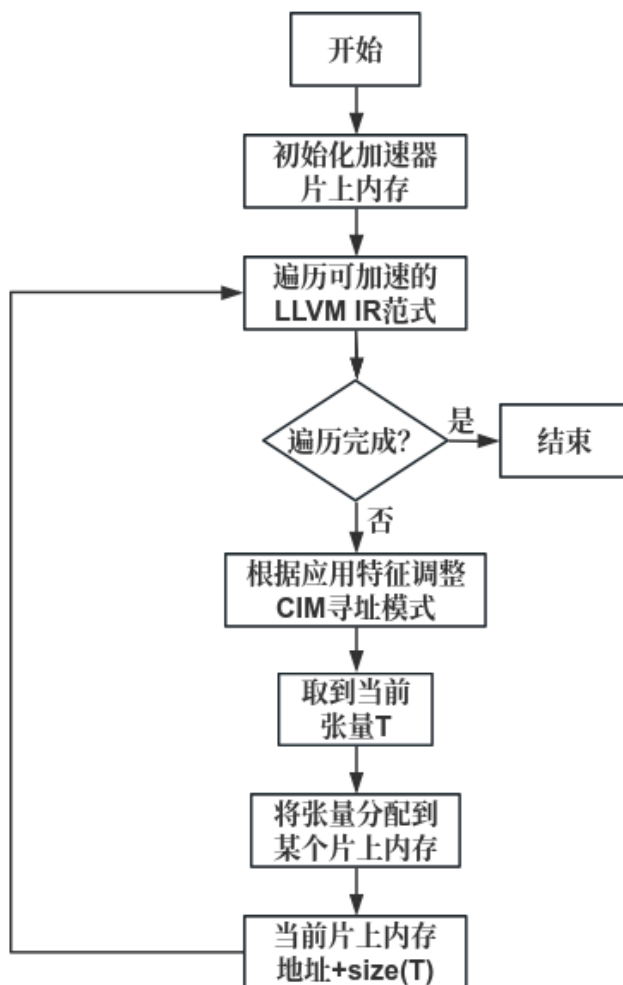 开始
初始化加速器
片上内存
遍历可加速的
LLVM IR范式
遍历完成?
是
结束
否
根据应用特征调整
CIM寻址模式
取到当前
张量T
将张量分配到
某个片上内存
当前片上内存
地址+size(T)